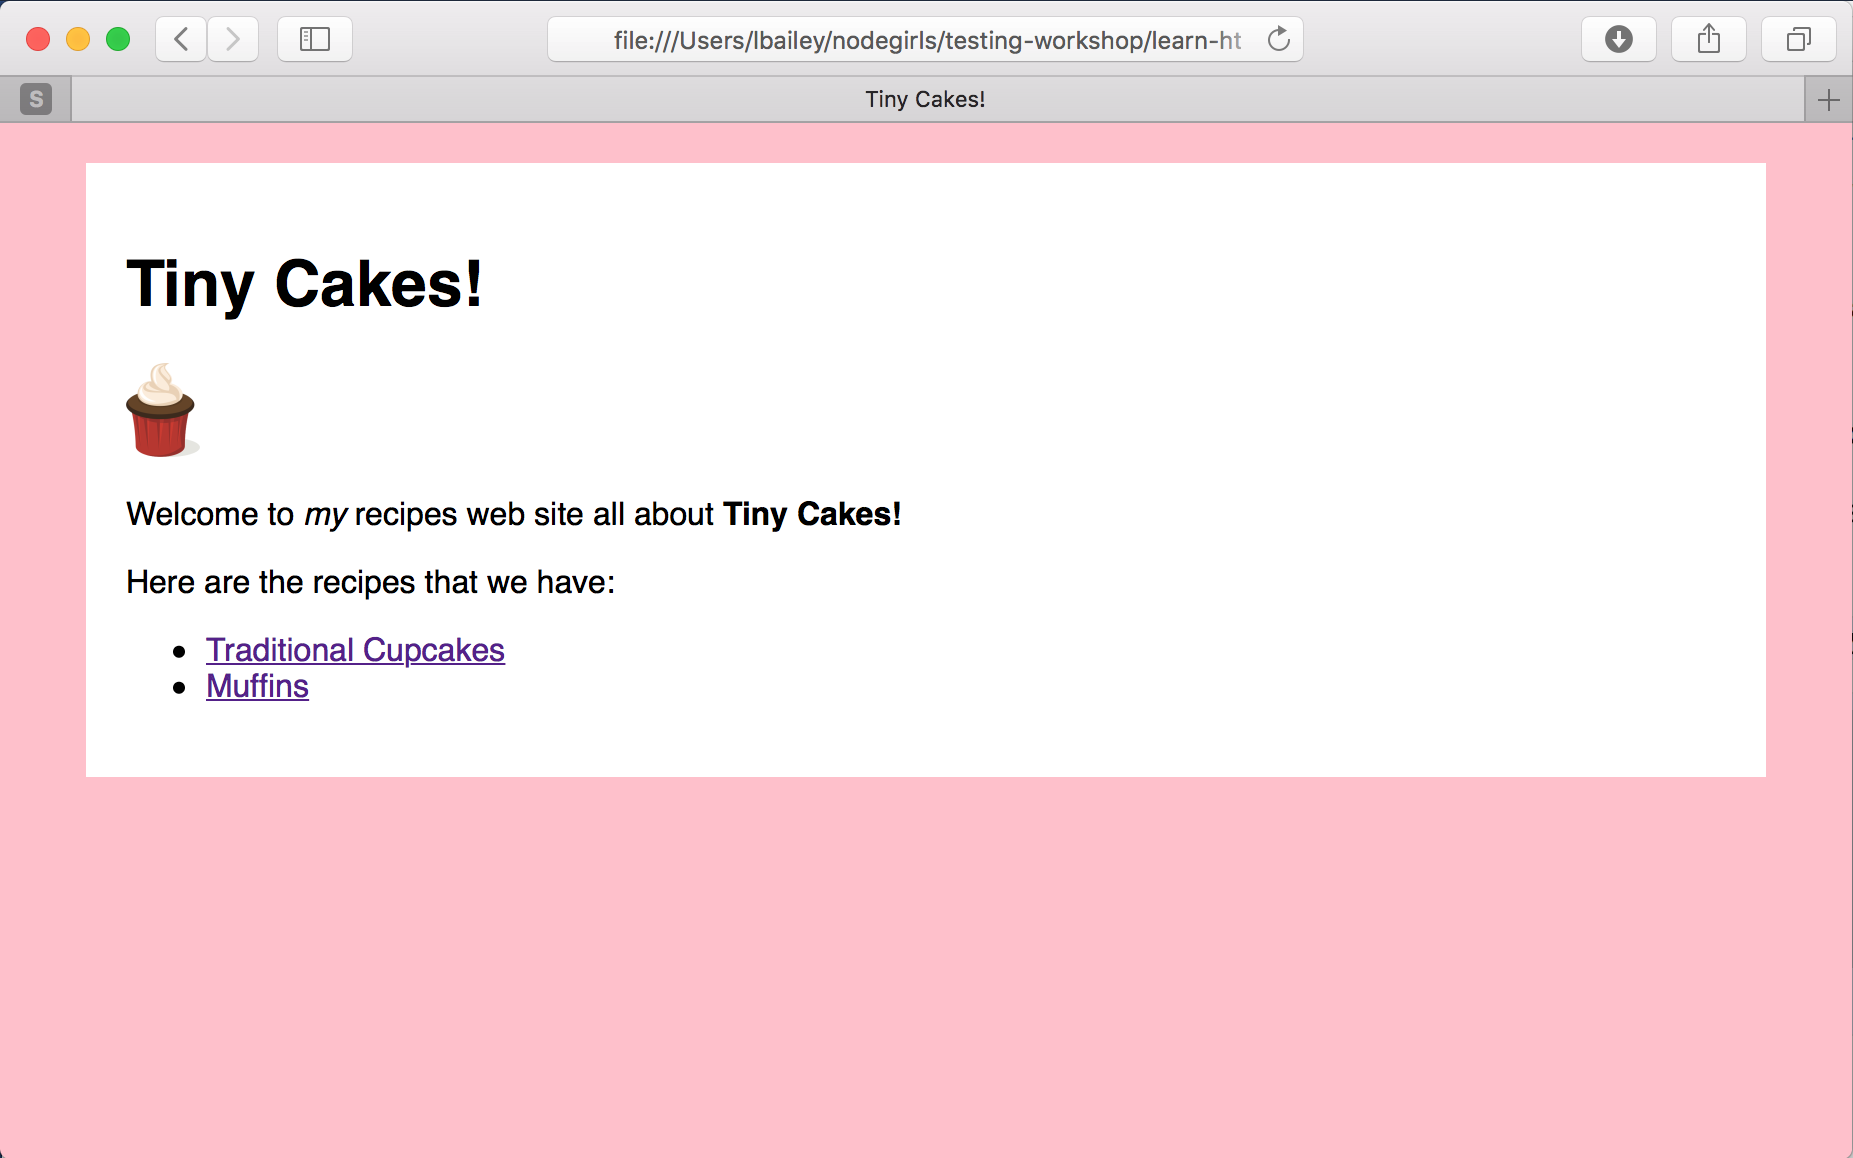 file:///Users/lbailey/nodegirls/testing-workshop/learn-ht
S
Tiny Cakes!
Tiny Cakes!
Welcome to my recipes web site all about Tiny Cakes!
Here are the recipes that we have:
Traditional Cupcakes
Muffins